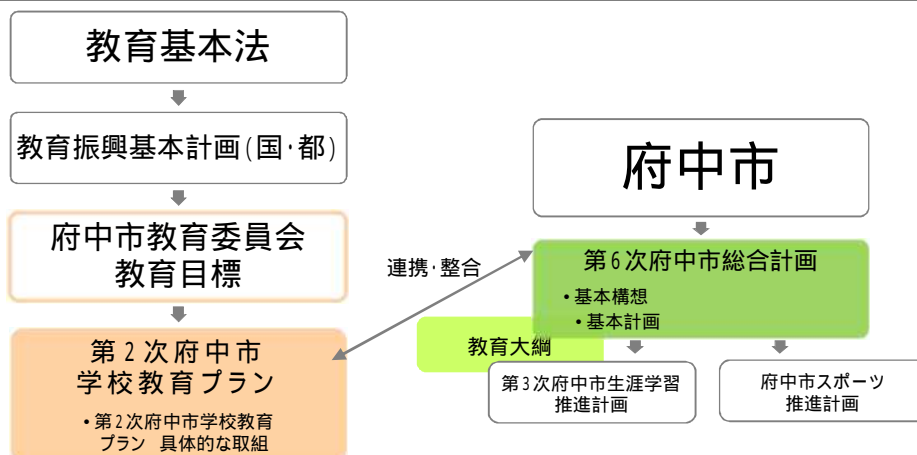 教育基本法
教育振興基本計画(国・都)
府中市教育委員会
教育目標
第2次府中市
学校教育プラン
・第2次府中市学校教育
プラン 具体的な取組
連携・整合
府中市
第6次府中市総合計画
・基本構想
・基本計画
教育大綱
第3次府中市生涯学習
推進計画
府中市スポーツ
推進計画